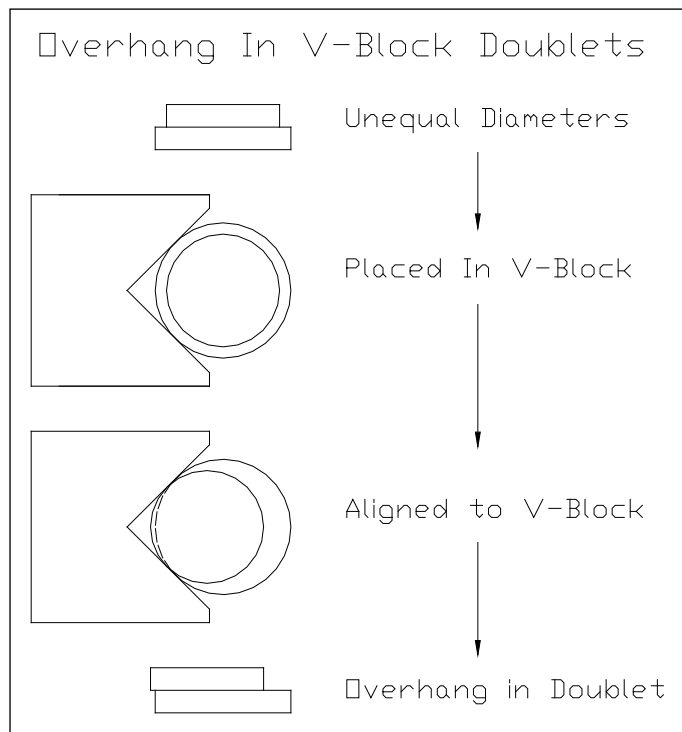 Overhang In V-Block Doublets
Unequal Diameters
Placed In V-Block
Aligned to V-Block
Overhang in Doublet